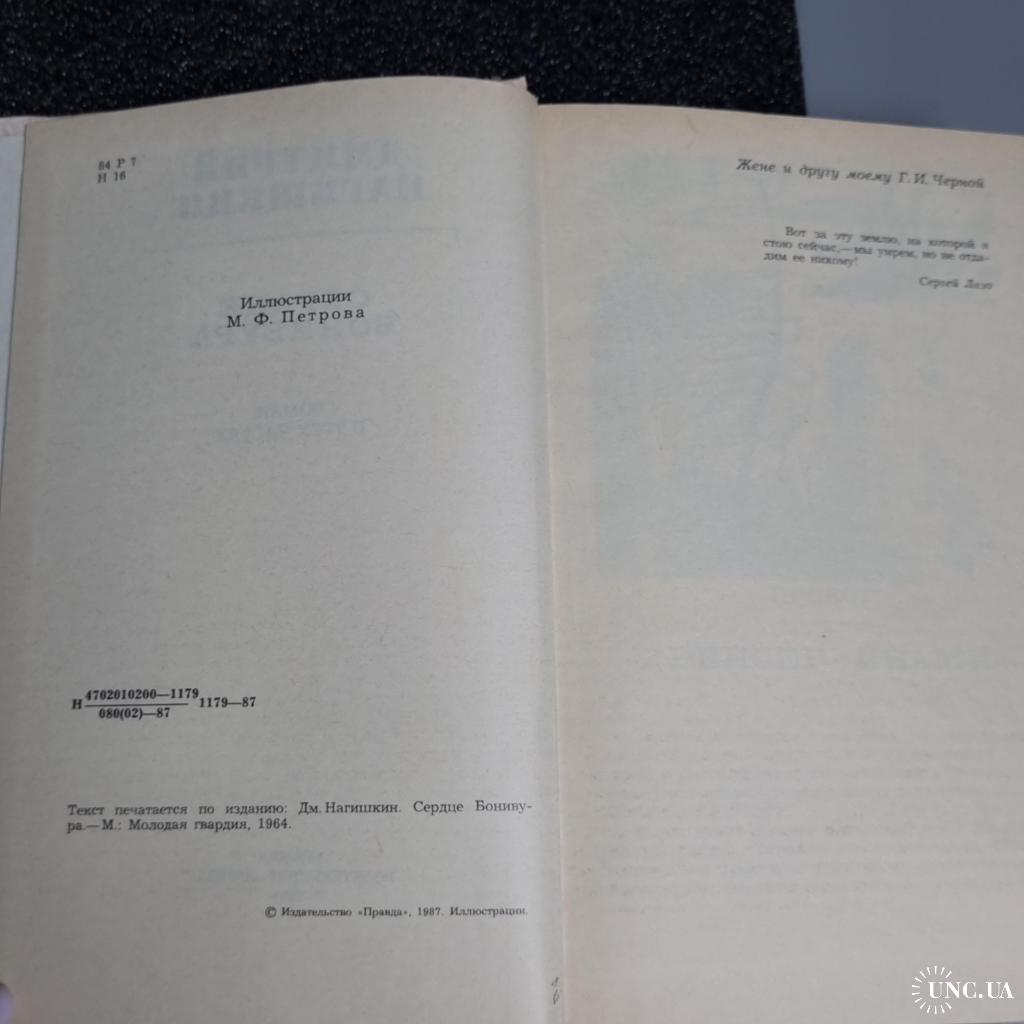 84 Р 7
Н 16
Иллюстрации
М. Ф. Петрова
Н 4702010200—1179 1179—87
080(02)—87
Текст печатается по изданию: Дм. Нагишкин. Сердце Бониву-
ра.—М.: Молодая гвардия, 1964.
© Издательство «Правда», 1987. Иллюстрации.
Жене и другу моему Г. И. Черной
Вот за эту землю, на которой я
стою сейчас,—мы умрем, но не отда-
дим ее никому!
Сергей Лазо
UNC.UA